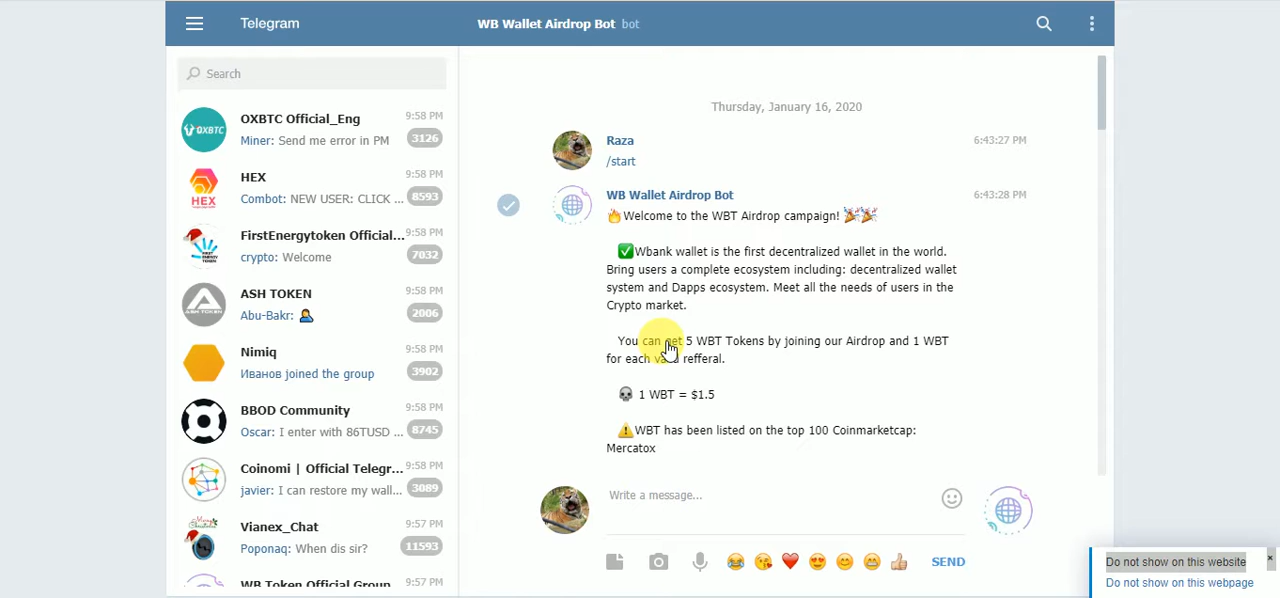 Telegram
WB Wallet Airdrop Bot bot
Search
OXBTC Official_Eng 9:58 PM
Miner: Send me error in PM 3126
HEX 9:58 PM
Combot: NEW USER: CLICK ... 8593
FirstEnergytoken Official... 9:58 PM
crypto: Welcome 7032
ASH TOKEN 9:58 PM
Abu-Bakr: 2006
Nimiq 9:58 PM
Иванов joined the group 3902
BBOD Community 9:58 PM
Oscar: I enter with 86TUSD ... 8745
Coinomi | Official Telegr... 9:58 PM
javier: I can restore my wall... 3089
Vianex_Chat 9:57 PM
Poponaq: When dis sir? 11593
WB Token Official Group 9:57 PM
Thursday, January 16, 2020
Raza 6:43:27 PM
/start
WB Wallet Airdrop Bot 6:43:28 PM
🔥Welcome to the WBT Airdrop campaign! 🎉🎉
✅Wbank wallet is the first decentralized wallet in the world.
Bring users a complete ecosystem including: decentralized wallet
system and Dapps ecosystem. Meet all the needs of users in the
Crypto market.
You can get 5 WBT Tokens by joining our Airdrop and 1 WBT
for each valid refferal.
💀 1 WBT = $1.5
⚠️WBT has been listed on the top 100 Coinmarketcap:
Mercatox
Write a message...
SEND
Do not show on this website
Do not show on this webpage
OXBTC
HEX
ASH TOKEN